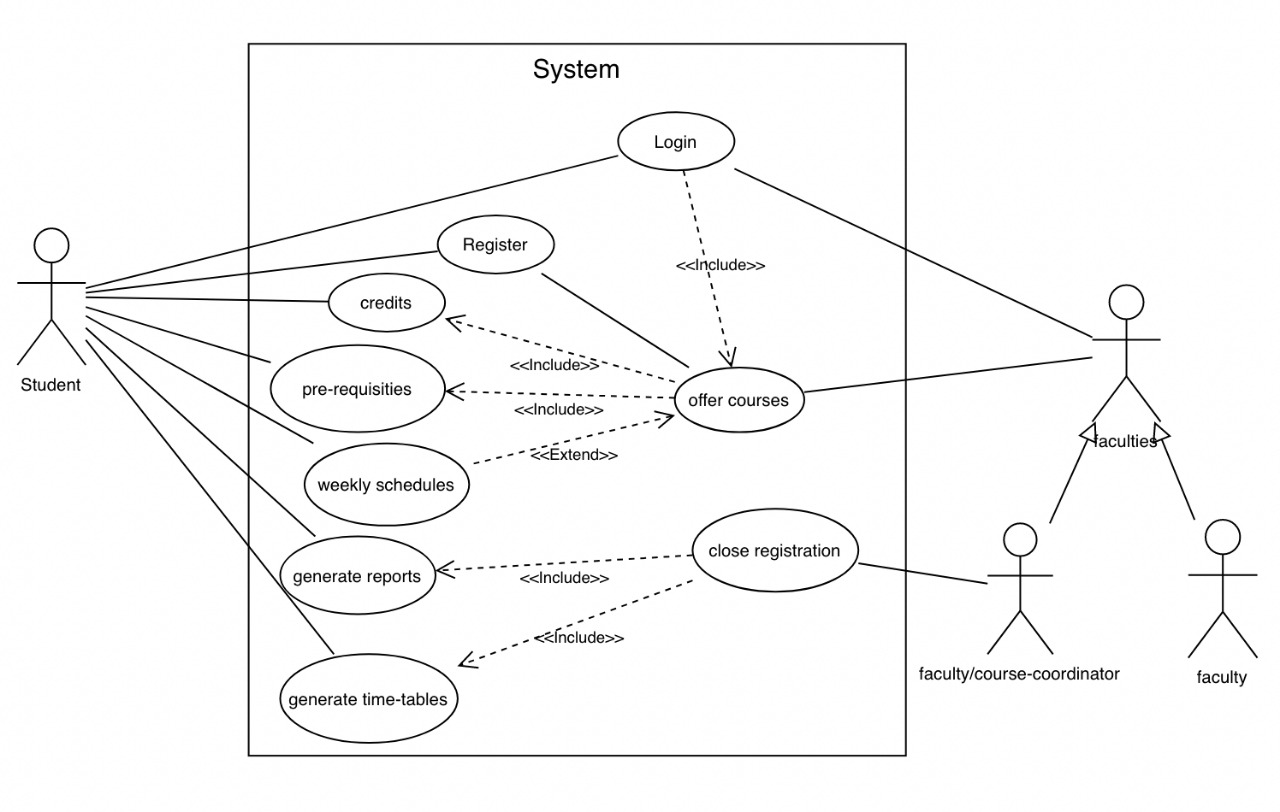 System
Login
Register
<<Include>>
credits
<<Include>>
pre-requisities
offer courses
Student
<<Include>>
faculties
<<Extend>>
weekly schedules
close registration
generate reports
<<Include>>
<<Include>>
faculty/course-coordinator
faculty
generate time-tables